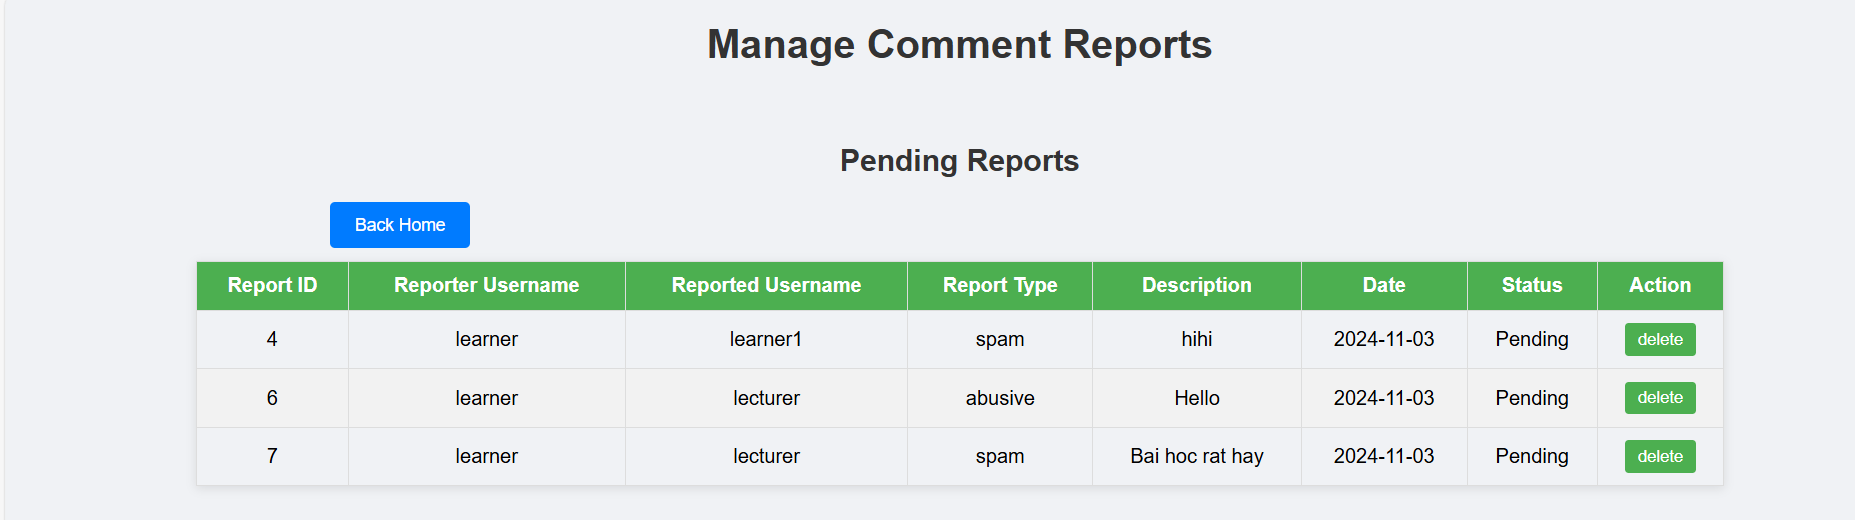 Manage Comment Reports
Pending Reports
Back Home
Report ID Reporter Username Reported Username Report Type Description Date Status Action
4 learner learner1 spam hihi 2024-11-03 Pending delete
6 learner lecturer abusive Hello 2024-11-03 Pending delete
7 learner lecturer spam Bai hoc rat hay 2024-11-03 Pending delete